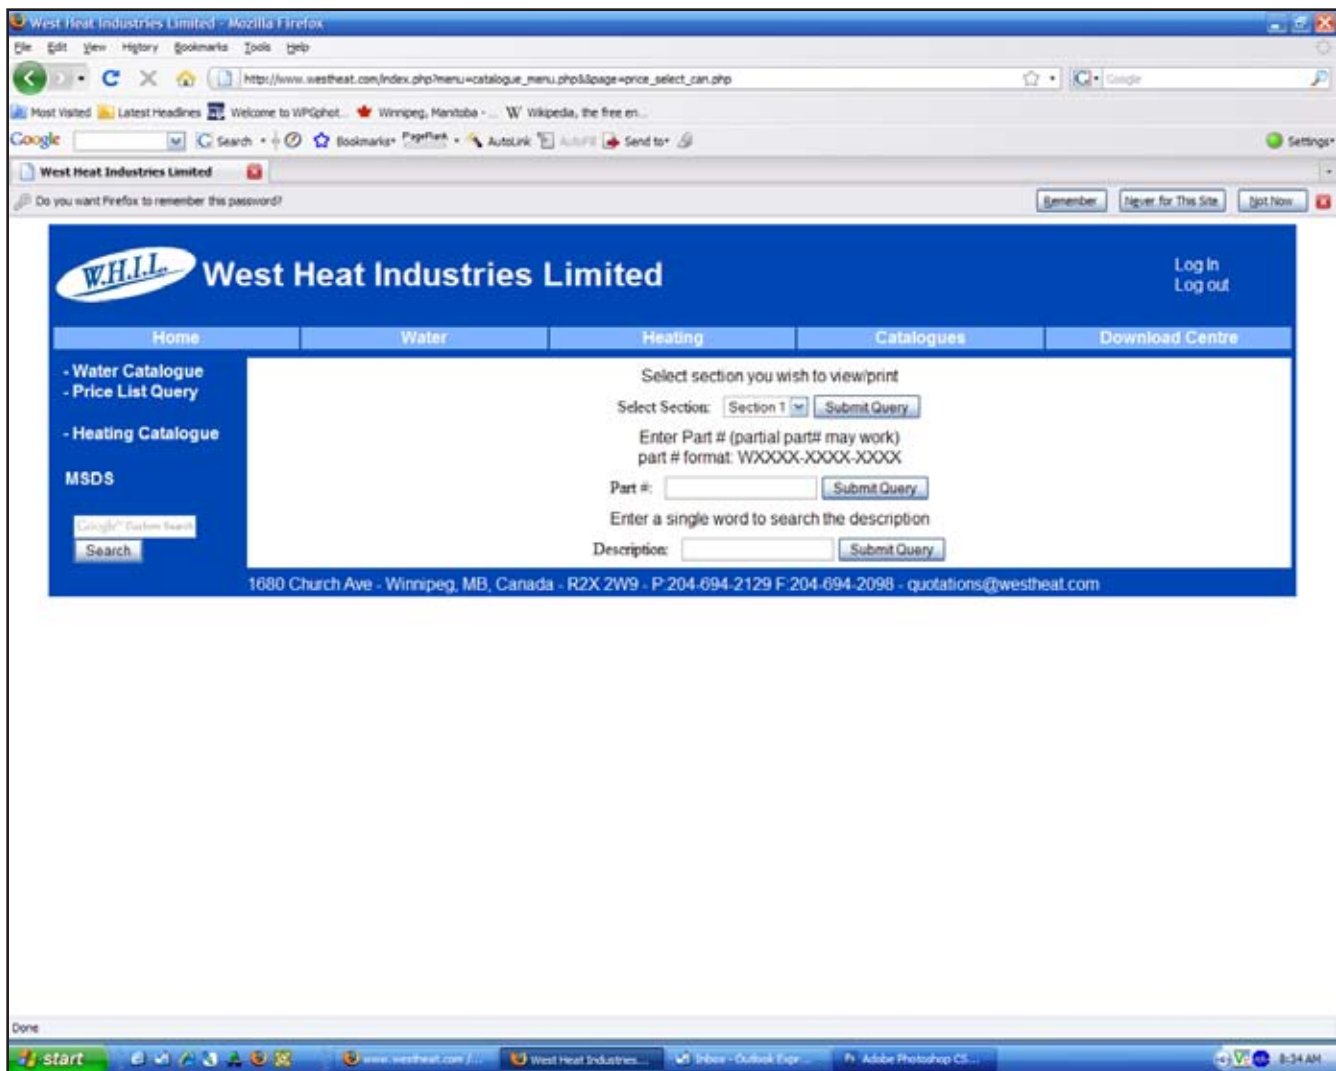 West Heat Industries Limited - Mozilla Firefox
File Edit View History Bookmarks Tools Help
http://www.westheat.com/index.php?menu=catalogue_menu.php&&page=price_select_can.php
Google
Most Visited Latest Headlines Welcome to WPGphot... Winnipeg, Manitoba - ... W Wikipedia, the free en...
Google Search Bookmarks PageRank AutoLink AutoFill Send to Settings
West Heat Industries Limited
Do you want Firefox to remember this password? Remember Never for This Site Not Now
W.H.I.L. West Heat Industries Limited
Log In
Log out
Home Water Heating Catalogues Download Centre
- Water Catalogue
- Price List Query
- Heating Catalogue
MSDS
Google™ Custom Search
Search
Select section you wish to view/print
Select Section: Section 1 Submit Query
Enter Part # (partial part# may work)
part # format: WXXXX-XXXX-XXXX
Part #: Submit Query
Enter a single word to search the description
Description: Submit Query
1680 Church Ave - Winnipeg, MB, Canada - R2X 2W9 - P:204-694-2129 F:204-694-2098 - quotations@westheat.com
Done
start www.westheat.com /... West Heat Industries... Inbox - Outlook Expr... Adobe Photoshop CS... 8:34 AM